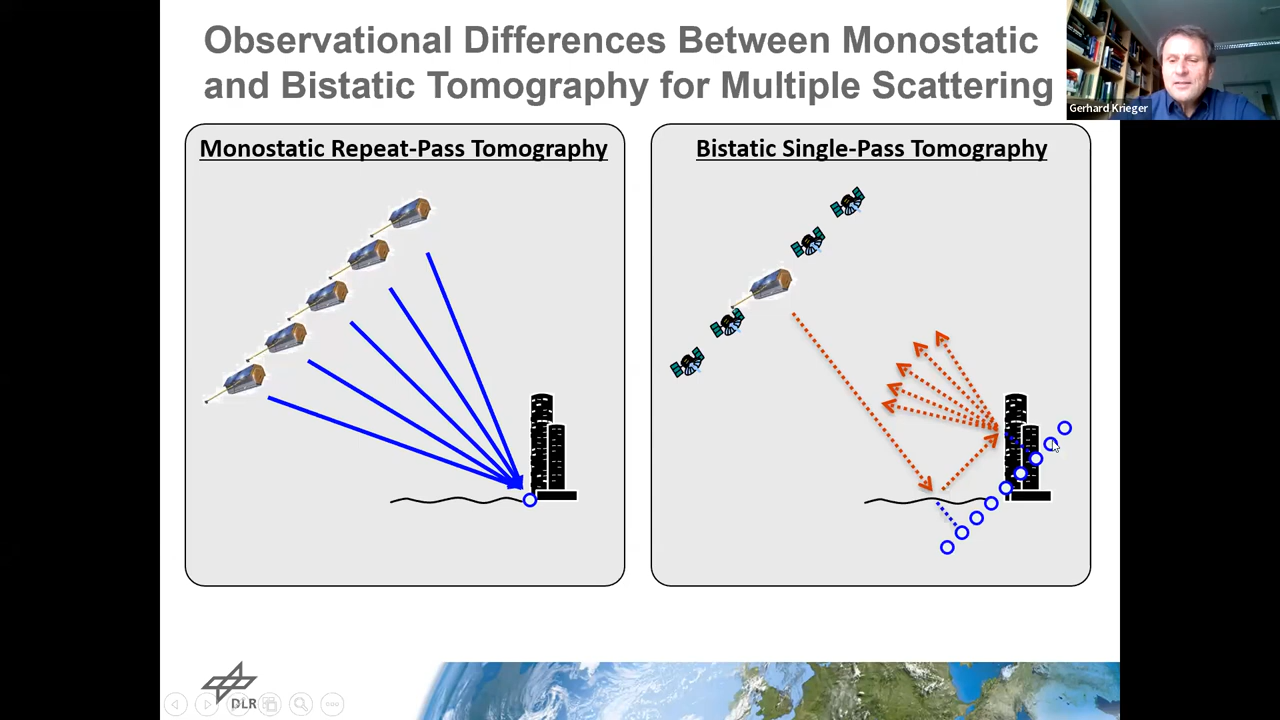 Observational Differences Between Monostatic
and Bistatic Tomography for Multiple Scattering
Gerhard Krieger
Monostatic Repeat-Pass Tomography
Bistatic Single-Pass Tomography
DLR